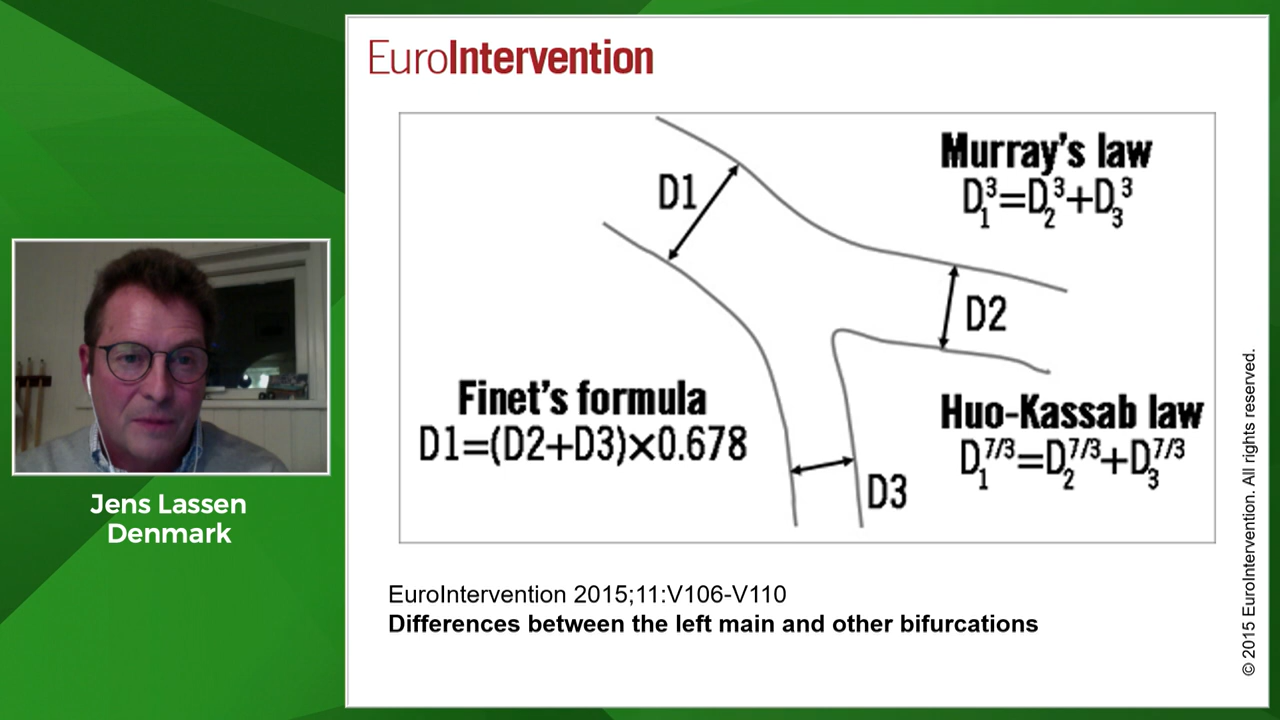 EuroIntervention
D1
Murray's law
D₁³=D₂³+D₃³
D2
Finet's formula
D1=(D2+D3)×0.678
Huo-Kassab law
D₁^7/3=D₂^7/3+D₃^7/3
D3
Jens Lassen
Denmark
EuroIntervention 2015;11:V106-V110
Differences between the left main and other bifurcations
© 2015 EuroIntervention. All rights reserved.